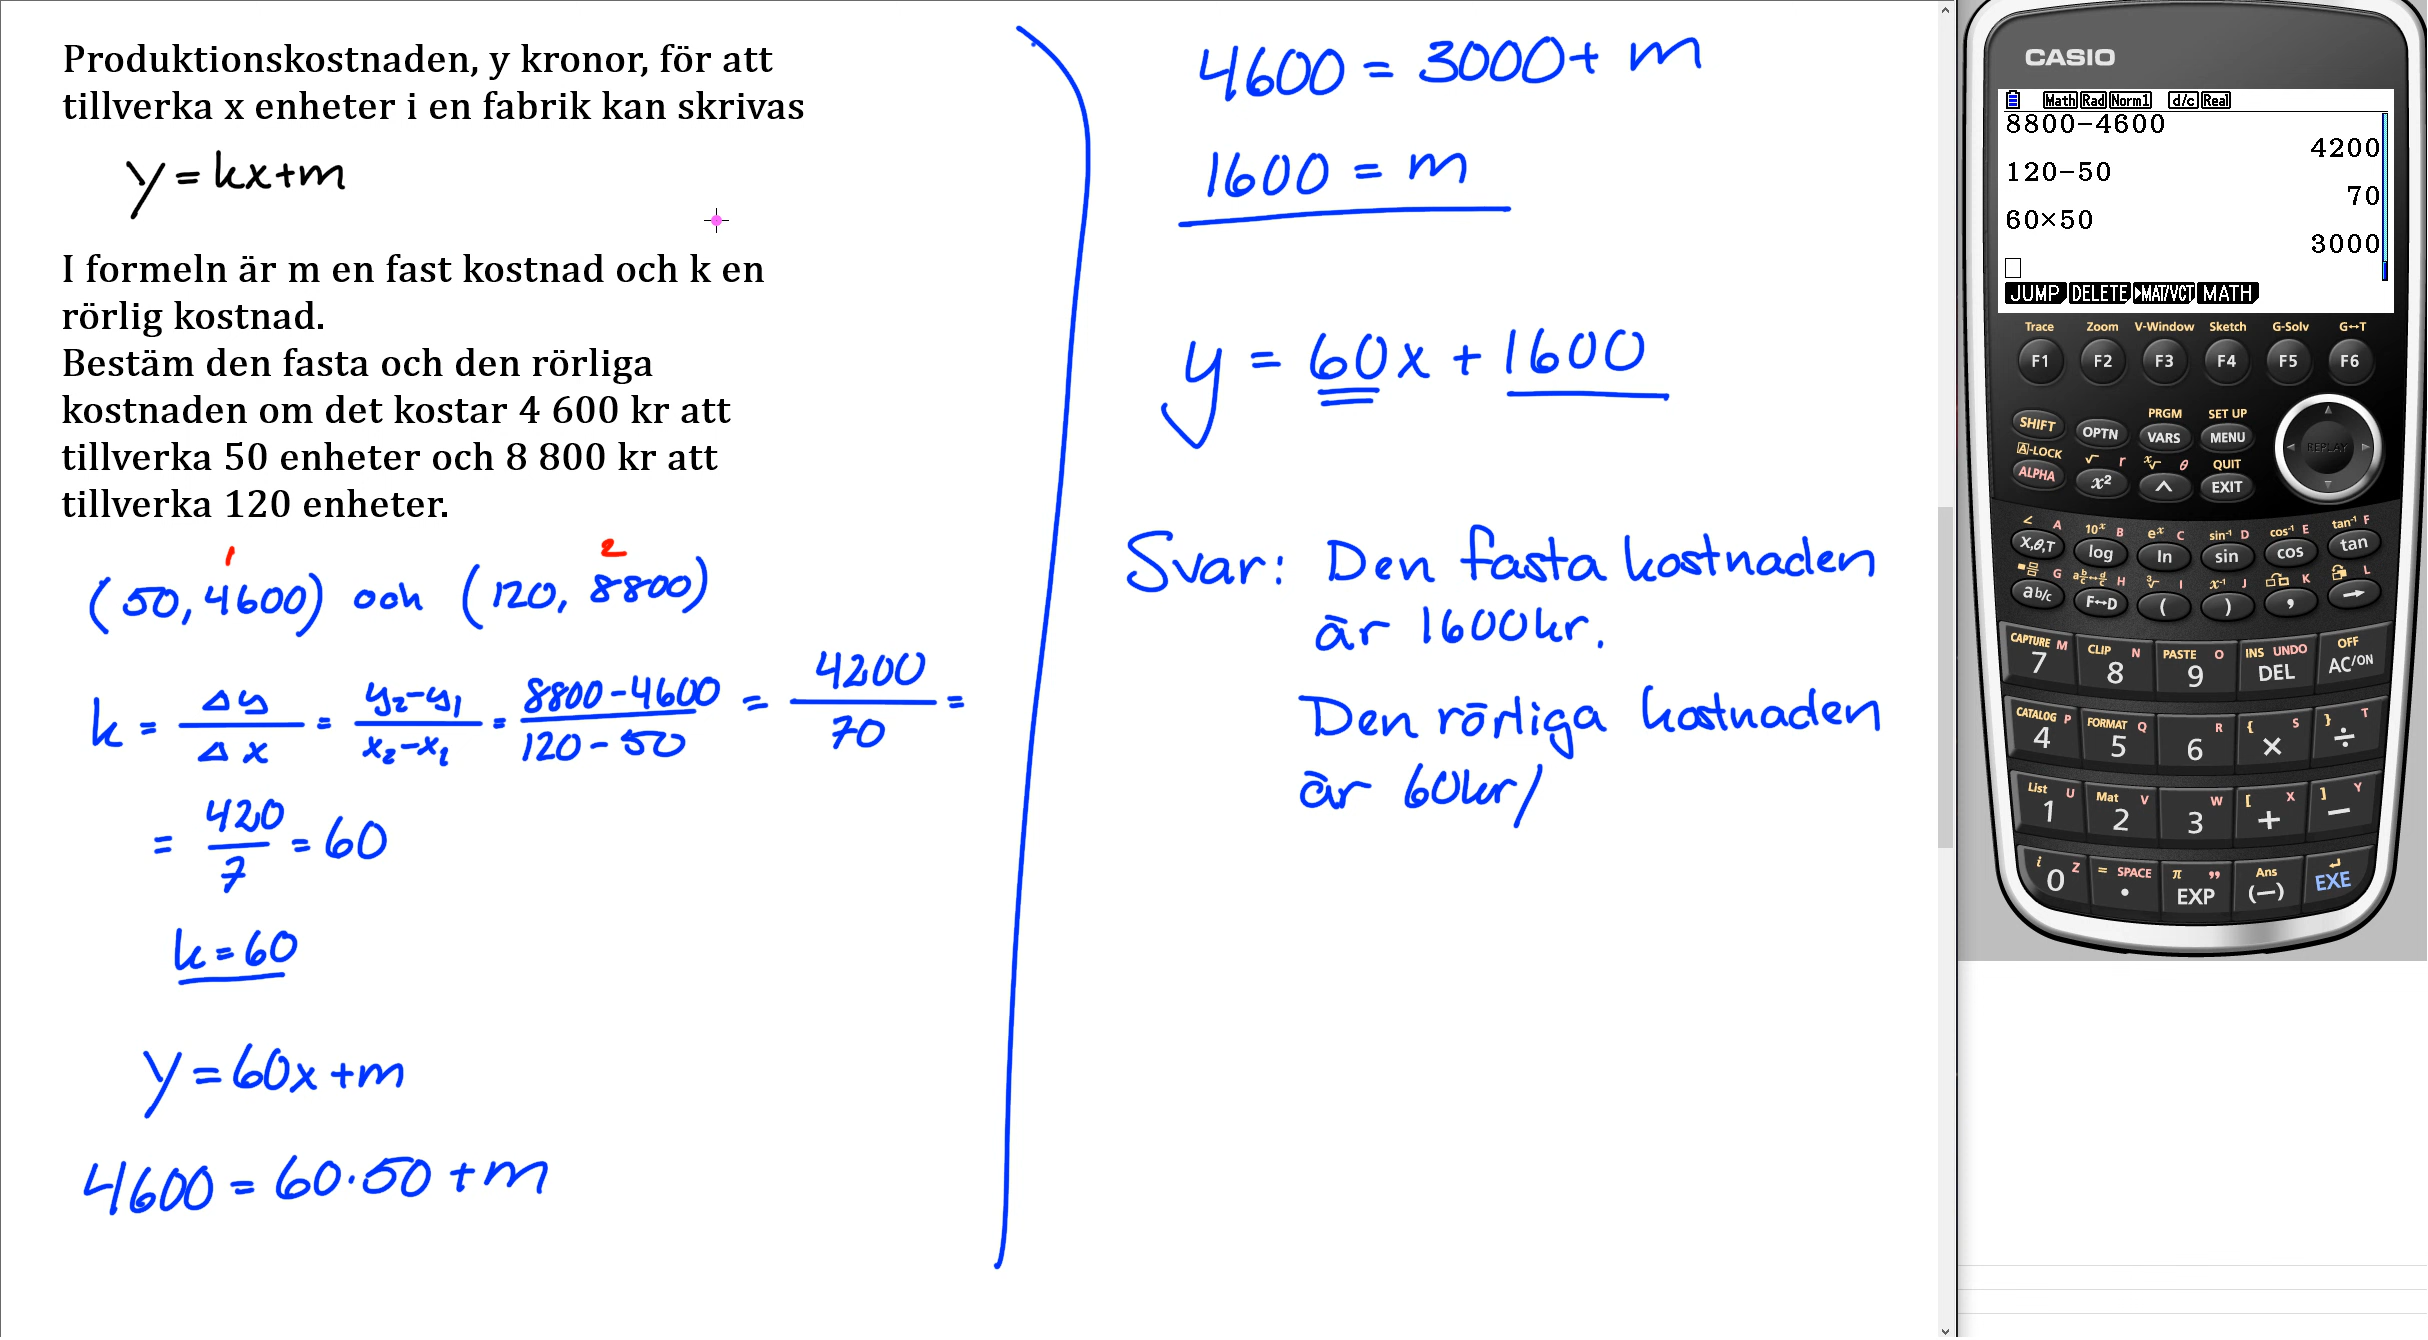 Produktionskostnaden, y kronor, för att
tillverka x enheter i en fabrik kan skrivas
y = kx+m
I formeln är m en fast kostnad och k en
rörlig kostnad.
Bestäm den fasta och den rörliga
kostnaden om det kostar 4 600 kr att
tillverka 50 enheter och 8 800 kr att
tillverka 120 enheter.
1 2
(50, 4600) och (120, 8800)
k = Δy/Δx = y₂-y₁/x₂-x₁ = 8800-4600/120-50 = 4200/70 =
= 420/7 = 60
k = 60
y = 60x + m
4600 = 60·50 + m
4600 = 3000 + m
1600 = m
y = 60x + 1600
Svar: Den fasta kostnaden
är 1600kr.
Den rörliga kostnaden
är 60kr/
CASIO
Math Rad Norm1 d/c Real
8800-4600
4200
120-50
70
60×50
3000
JUMP DELETE ▶MAT/VCT MATH
Trace Zoom V-Window Sketch G-Solv G↔T
F1 F2 F3 F4 F5 F6
PRGM SET UP
SHIFT OPTN VARS MENU
A-LOCK √ r ˣ√ θ QUIT
ALPHA x² ^ EXIT
REPLAY
∠ A 10ˣ B eˣ C sin⁻¹ D cos⁻¹ E tan⁻¹ F
X,θ,T log ln sin cos tan
G a b/c↔d/c H ³√ I x⁻¹ J K L
a b/c F↔D ( ) , →
CAPTURE M CLIP N PASTE O INS UNDO OFF
7 8 9 DEL AC/ON
CATALOG P FORMAT Q R { S } T
4 5 6 × ÷
List U Mat V W [ X ] Y
1 2 3 + −
i Z = SPACE π " Ans ↵
0 . EXP (−) EXE